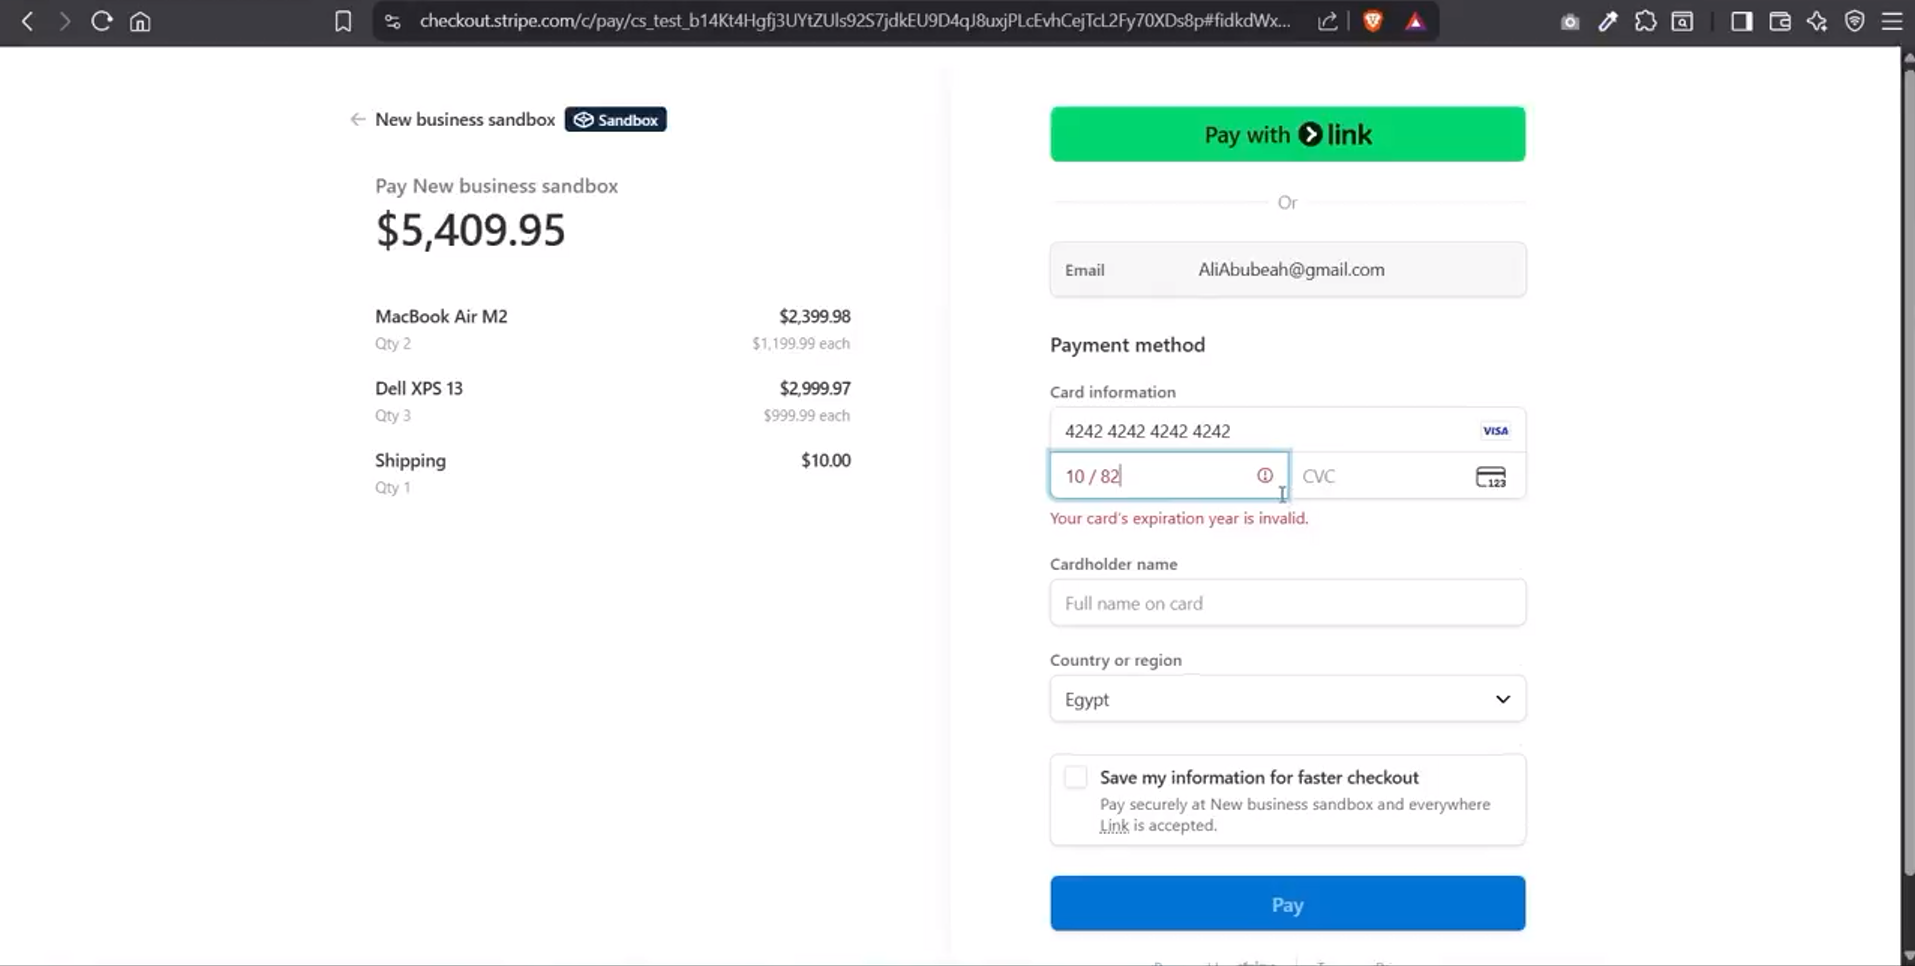 checkout.stripe.com/c/pay/cs_test_b14Kt4Hgfj3UYtZUls92S7jdkEU9D4qJ8uxjPLcEvhCejTcL2Fy70XDs8p#fidkdWx...
New business sandbox Sandbox
Pay New business sandbox
$5,409.95
MacBook Air M2 $2,399.98
Qty 2 $1,199.99 each
Dell XPS 13 $2,999.97
Qty 3 $999.99 each
Shipping $10.00
Qty 1
Pay with link
Or
Email AliAbubeah@gmail.com
Payment method
Card information
4242 4242 4242 4242 VISA
10 / 82 CVC 123
Your card's expiration year is invalid.
Cardholder name
Full name on card
Country or region
Egypt
Save my information for faster checkout
Pay securely at New business sandbox and everywhere
Link is accepted.
Pay